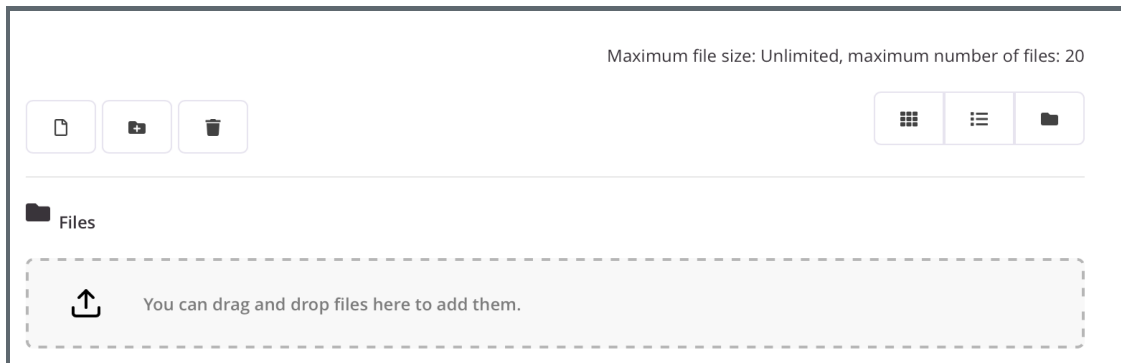 Maximum file size: Unlimited, maximum number of files: 20
Files
You can drag and drop files here to add them.